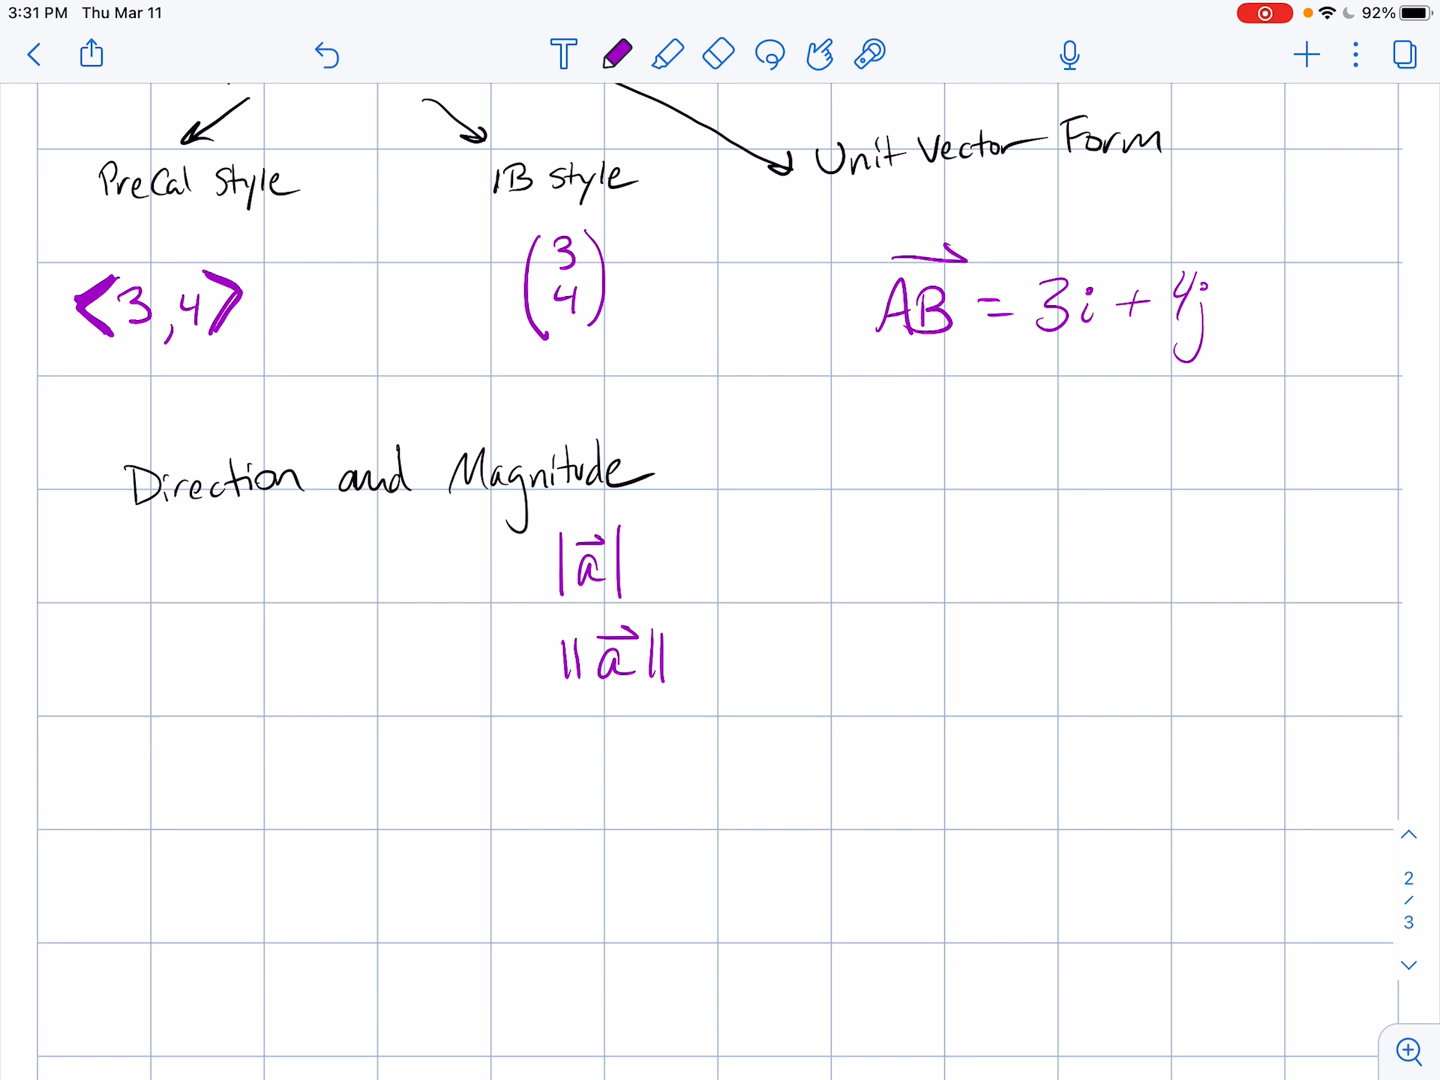 3:31 PM Thu Mar 11
92%
T
PreCal Style
IB style
Unit Vector Form
<3,4>
(3
4)
AB = 3i + 4j
Direction and Magnitude
|a|
||a||
2
/
3